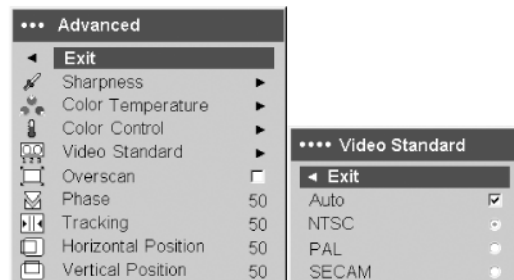 Advanced
Exit
Sharpness
Color Temperature
Color Control
Video Standard
Overscan
Phase 50
Tracking 50
Horizontal Position 50
Vertical Position 50
Video Standard
Exit
Auto
NTSC
PAL
SECAM